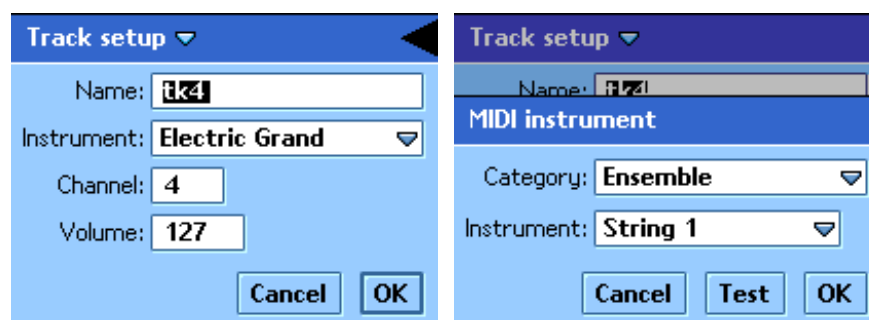 Track setup
Name: tk4
Instrument: Electric Grand
Channel: 4
Volume: 127
Cancel OK
Track setup
Name: tk4
MIDI instrument
Category: Ensemble
Instrument: String 1
Cancel Test OK